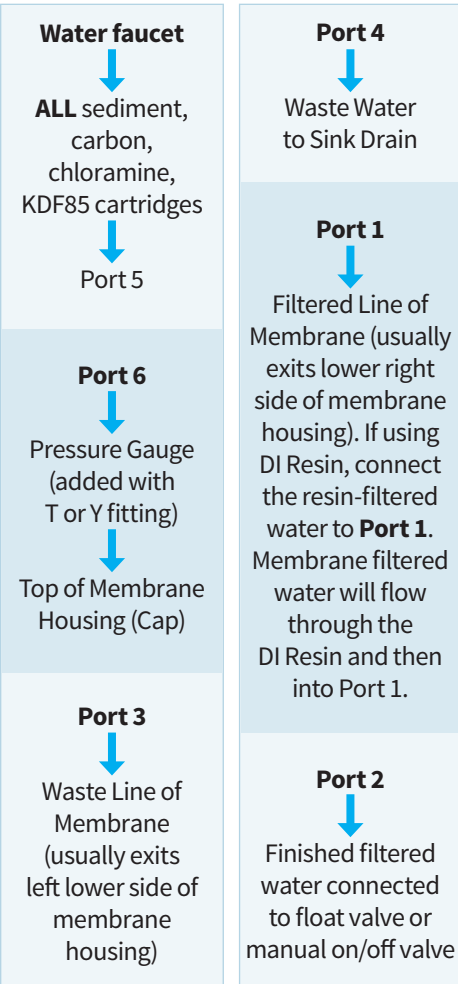 Water faucet
ALL sediment,
carbon,
chloramine,
KDF85 cartridges
Port 5
Port 6
Pressure Gauge
(added with
T or Y fitting)
Top of Membrane
Housing (Cap)
Port 3
Waste Line of
Membrane
(usually exits
left lower side of
membrane
housing)
Port 4
Waste Water
to Sink Drain
Port 1
Filtered Line of
Membrane (usually
exits lower right
side of membrane
housing). If using
DI Resin, connect
the resin-filtered
water to Port 1.
Membrane filtered
water will flow
through the
DI Resin and then
into Port 1.
Port 2
Finished filtered
water connected
to float valve or
manual on/off valve